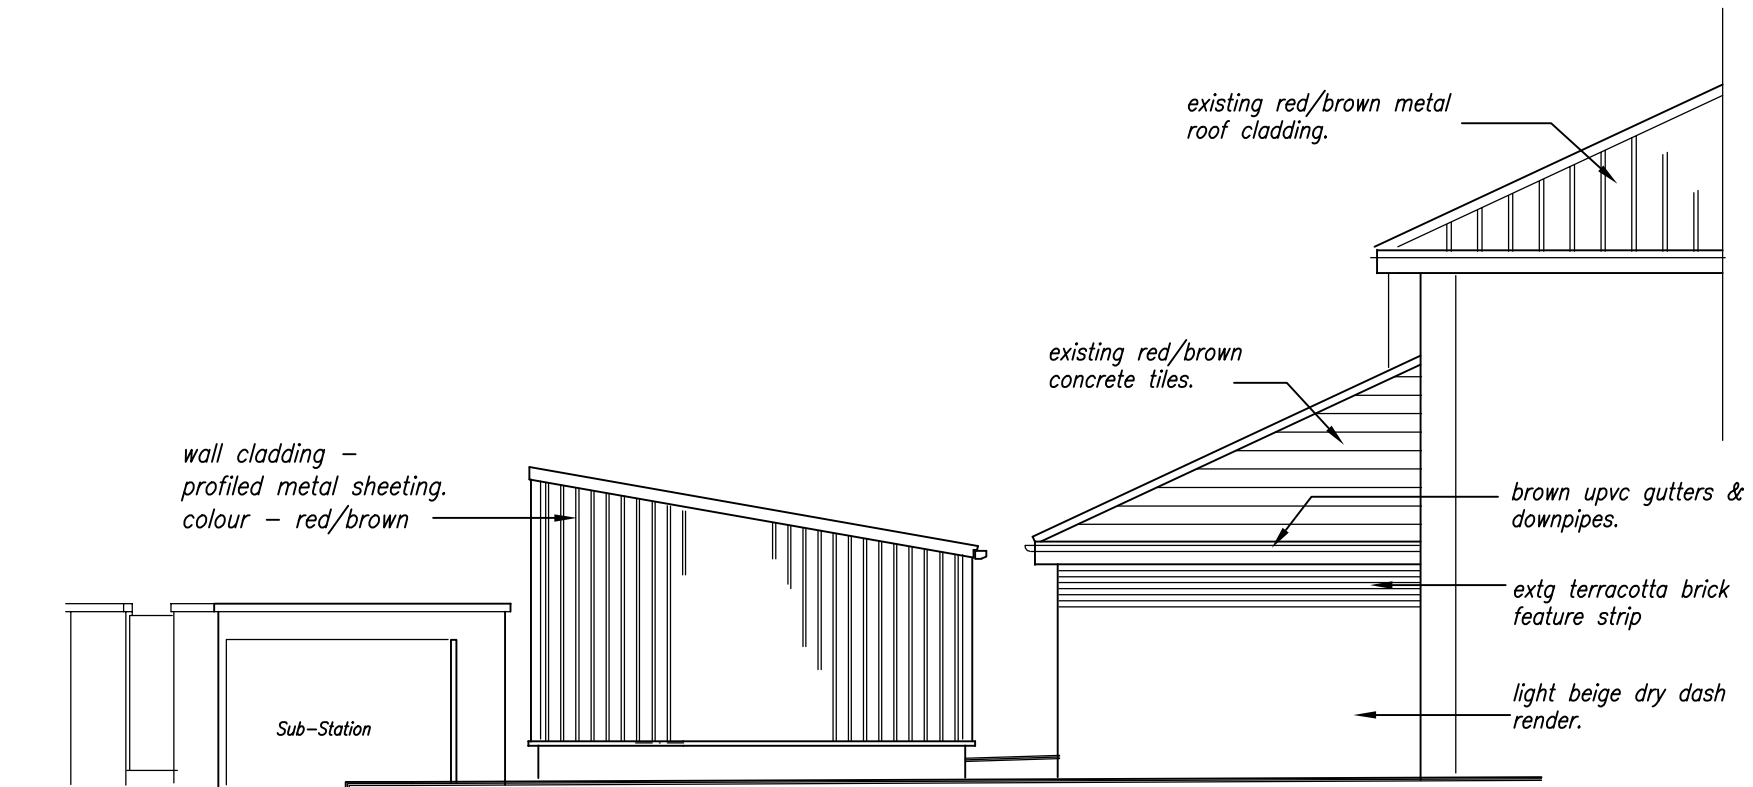 existing red/brown metal
roof cladding.
existing red/brown
concrete tiles.
wall cladding –
profiled metal sheeting.
colour – red/brown
brown upvc gutters &
downpipes.
extg terracotta brick
feature strip
light beige dry dash
render.
Sub–Station